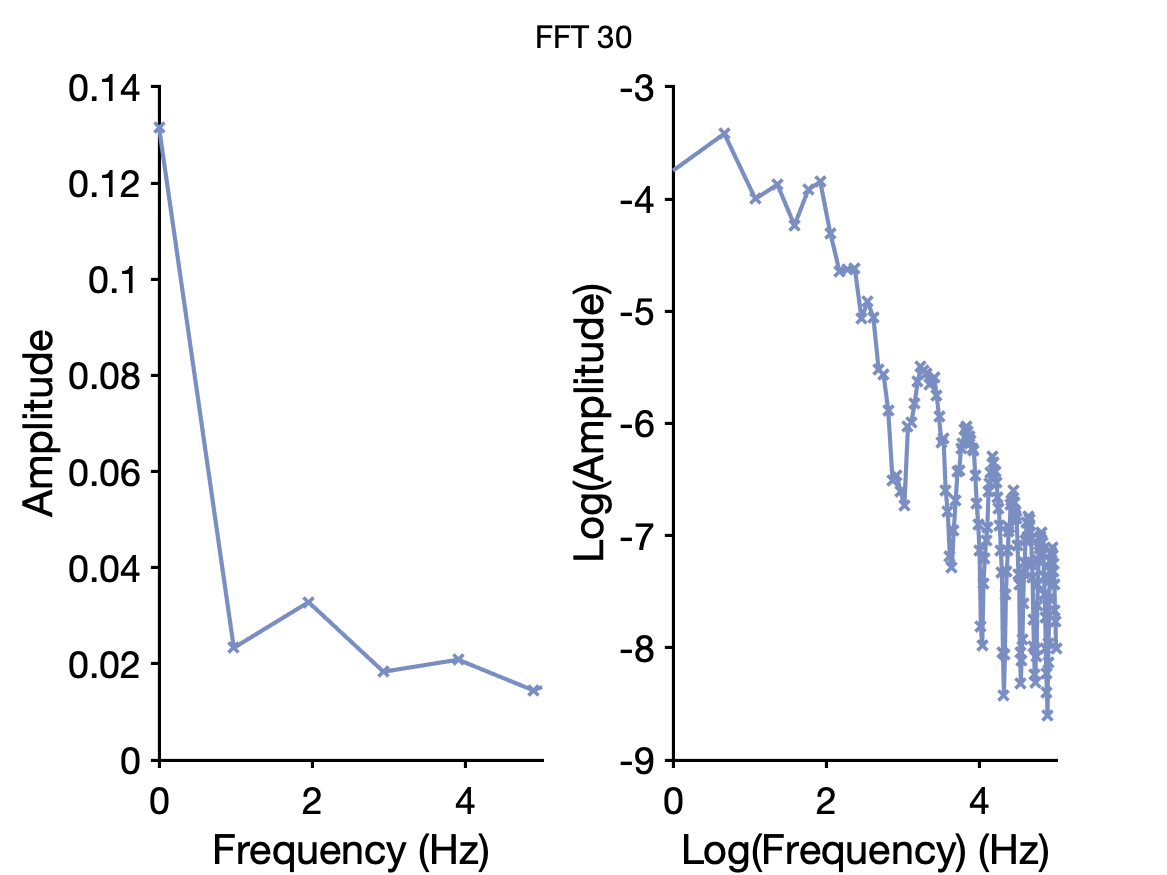 FFT 30
0.14
0.12
0.1
0.08
0.06
0.04
0.02
0
0 2 4
Amplitude
Frequency (Hz)
-3
-4
-5
-6
-7
-8
-9
0 2 4
Log(Amplitude)
Log(Frequency) (Hz)